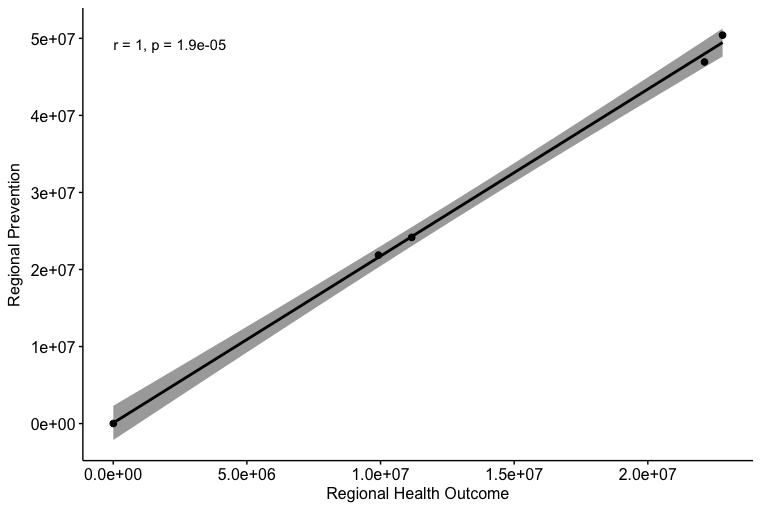 r = 1, p = 1.9e-05
5e+07
4e+07
3e+07
2e+07
1e+07
0e+00
Regional Prevention
0.0e+00 5.0e+06 1.0e+07 1.5e+07 2.0e+07
Regional Health Outcome